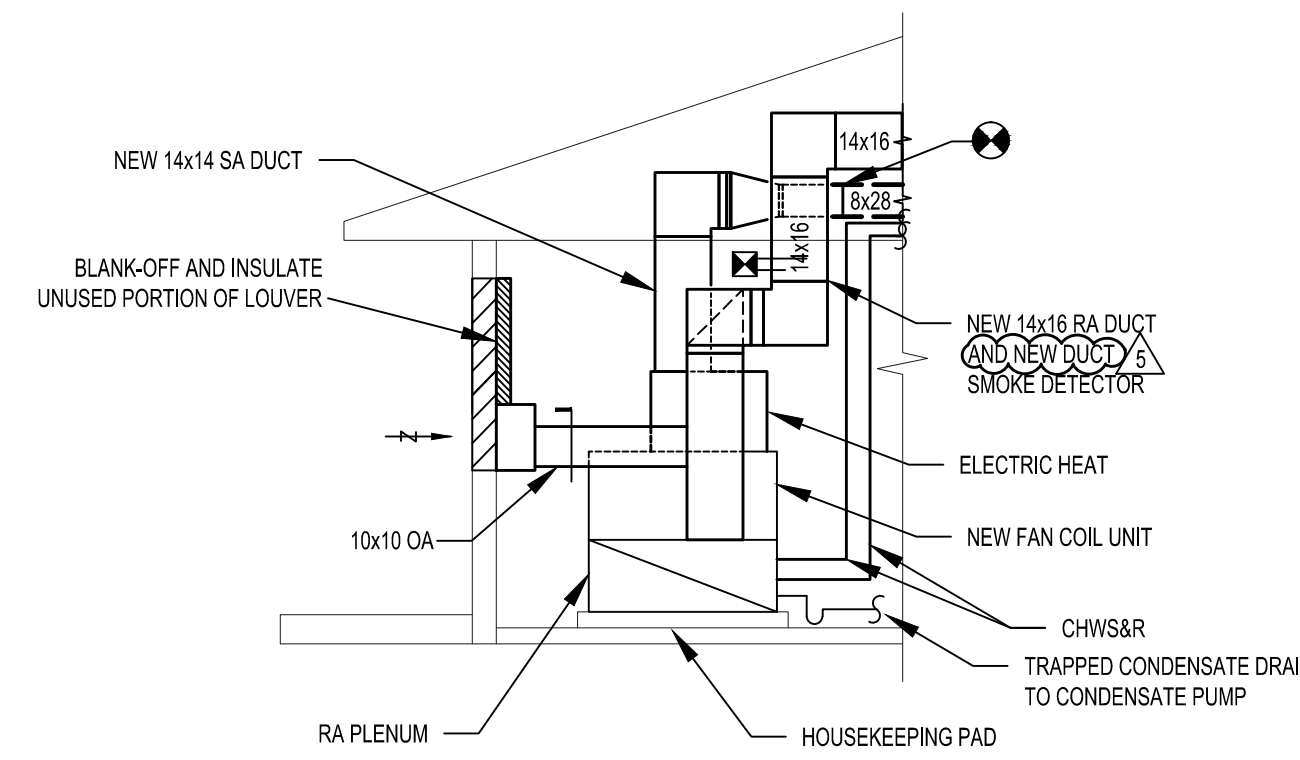 14x16
NEW 14x14 SA DUCT
8x28
14x16
BLANK-OFF AND INSULATE
UNUSED PORTION OF LOUVER
NEW 14x16 RA DUCT
AND NEW DUCT
5
SMOKE DETECTOR
ELECTRIC HEAT
10x10 OA
NEW FAN COIL UNIT
CHWS&R
TRAPPED CONDENSATE DRAI
TO CONDENSATE PUMP
RA PLENUM
HOUSEKEEPING PAD